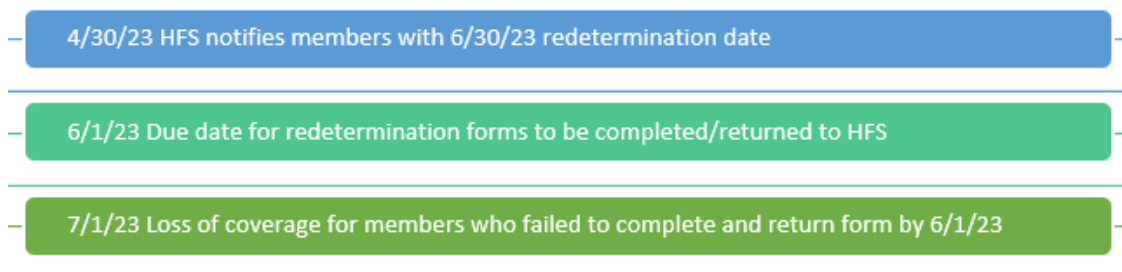 4/30/23 HFS notifies members with 6/30/23 redetermination date
6/1/23 Due date for redetermination forms to be completed/returned to HFS
7/1/23 Loss of coverage for members who failed to complete and return form by 6/1/23